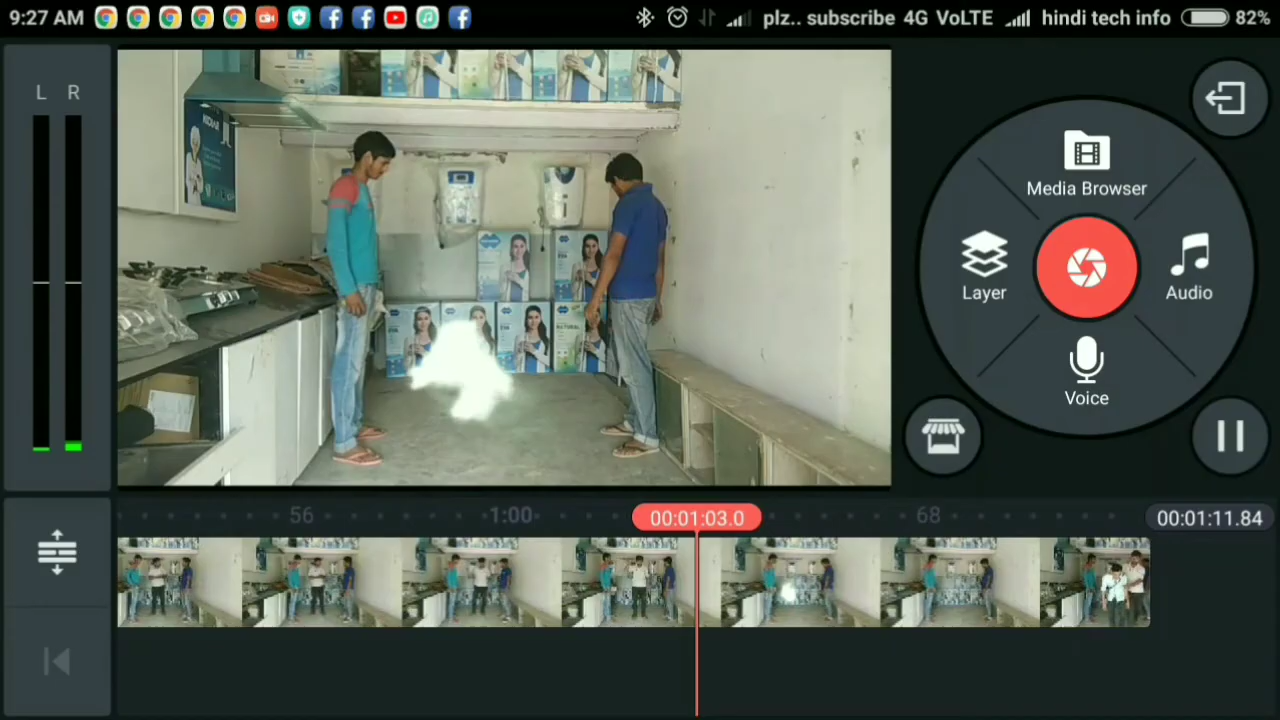 9:27 AM plz.. subscribe 4G VoLTE hindi tech info 82%
L R
Media Browser
Layer
Audio
Voice
56 1:00 00:01:03.0 68 00:01:11.84